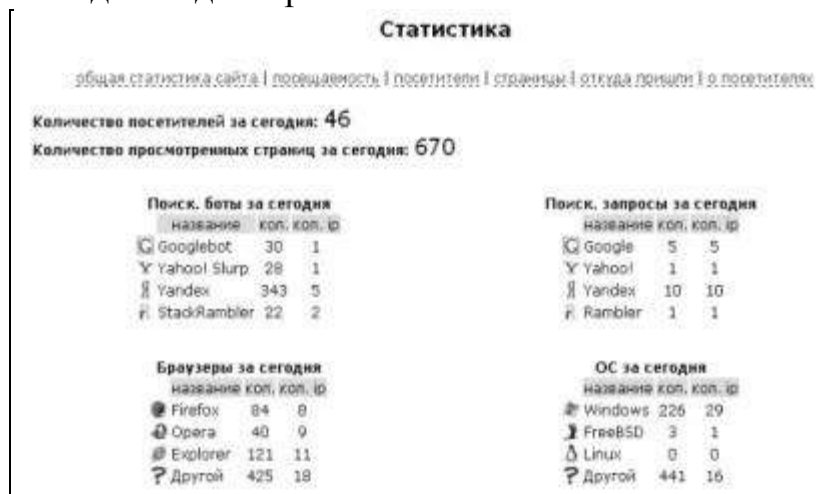 Статистика
общая статистика сайта | посещаемость | посетители | страницы | откуда пришли | о посетителях
Количество посетителей за сегодня: 46
Количество просмотренных страниц за сегодня: 670
Поиск. боты за сегодня
название кол. кол. ip
Googlebot 30 1
Yahoo! Slurp 28 1
Yandex 343 5
StackRambler 22 2
Поиск. запросы за сегодня
название кол. кол. ip
Google 5 5
Yahoo! 1 1
Yandex 10 10
Rambler 1 1
Браузеры за сегодня
название кол. кол. ip
Firefox 84 8
Opera 40 9
Explorer 121 11
Другой 425 18
ОС за сегодня
название кол. кол. ip
Windows 226 29
FreeBSD 3 1
Linux 0 0
Другой 441 16